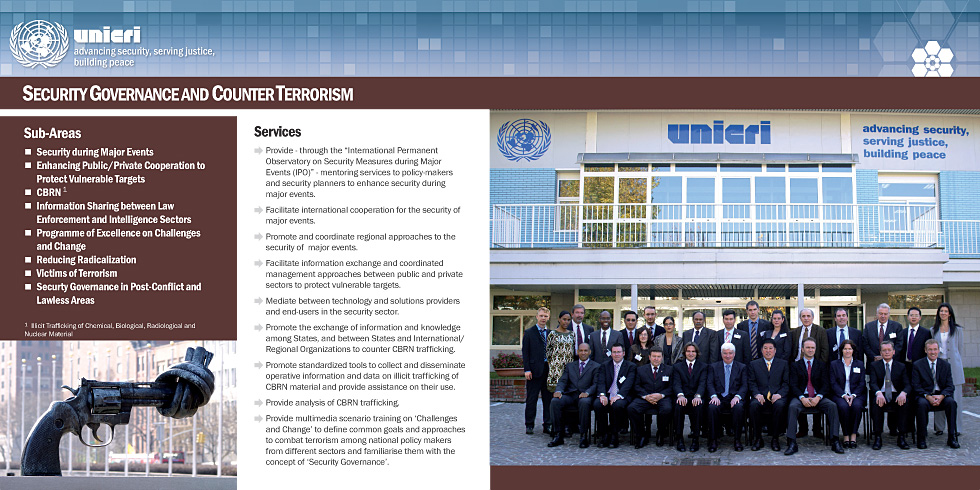 unicri
advancing security, serving justice,
building peace
SECURITY GOVERNANCE AND COUNTER TERRORISM
Sub-Areas
Security during Major Events
Enhancing Public/Private Cooperation to
Protect Vulnerable Targets
CBRN 1
Information Sharing between Law
Enforcement and Intelligence Sectors
Programme of Excellence on Challenges
and Change
Reducing Radicalization
Victims of Terrorism
Securty Governance in Post-Conflict and
Lawless Areas
1 Illicit Trafficking of Chemical, Biological, Radiological and
Nuclear Material
Services
Provide - through the “International Permanent
Observatory on Security Measures during Major
Events (IPO)” - mentoring services to policy-makers
and security planners to enhance security during
major events.
Facilitate international cooperation for the security of
major events.
Promote and coordinate regional approaches to the
security of major events.
Facilitate information exchange and coordinated
management approaches between public and private
sectors to protect vulnerable targets.
Mediate between technology and solutions providers
and end-users in the security sector.
Promote the exchange of information and knowledge
among States, and between States and International/
Regional Organizations to counter CBRN trafficking.
Promote standardized tools to collect and disseminate
operative information and data on illicit trafficking of
CBRN material and provide assistance on their use.
Provide analysis of CBRN trafficking.
Provide multimedia scenario training on ‘Challenges
and Change’ to define common goals and approaches
to combat terrorism among national policy makers
from different sectors and familiarise them with the
concept of ‘Security Governance’.
unicri
advancing security,
serving justice,
building peace